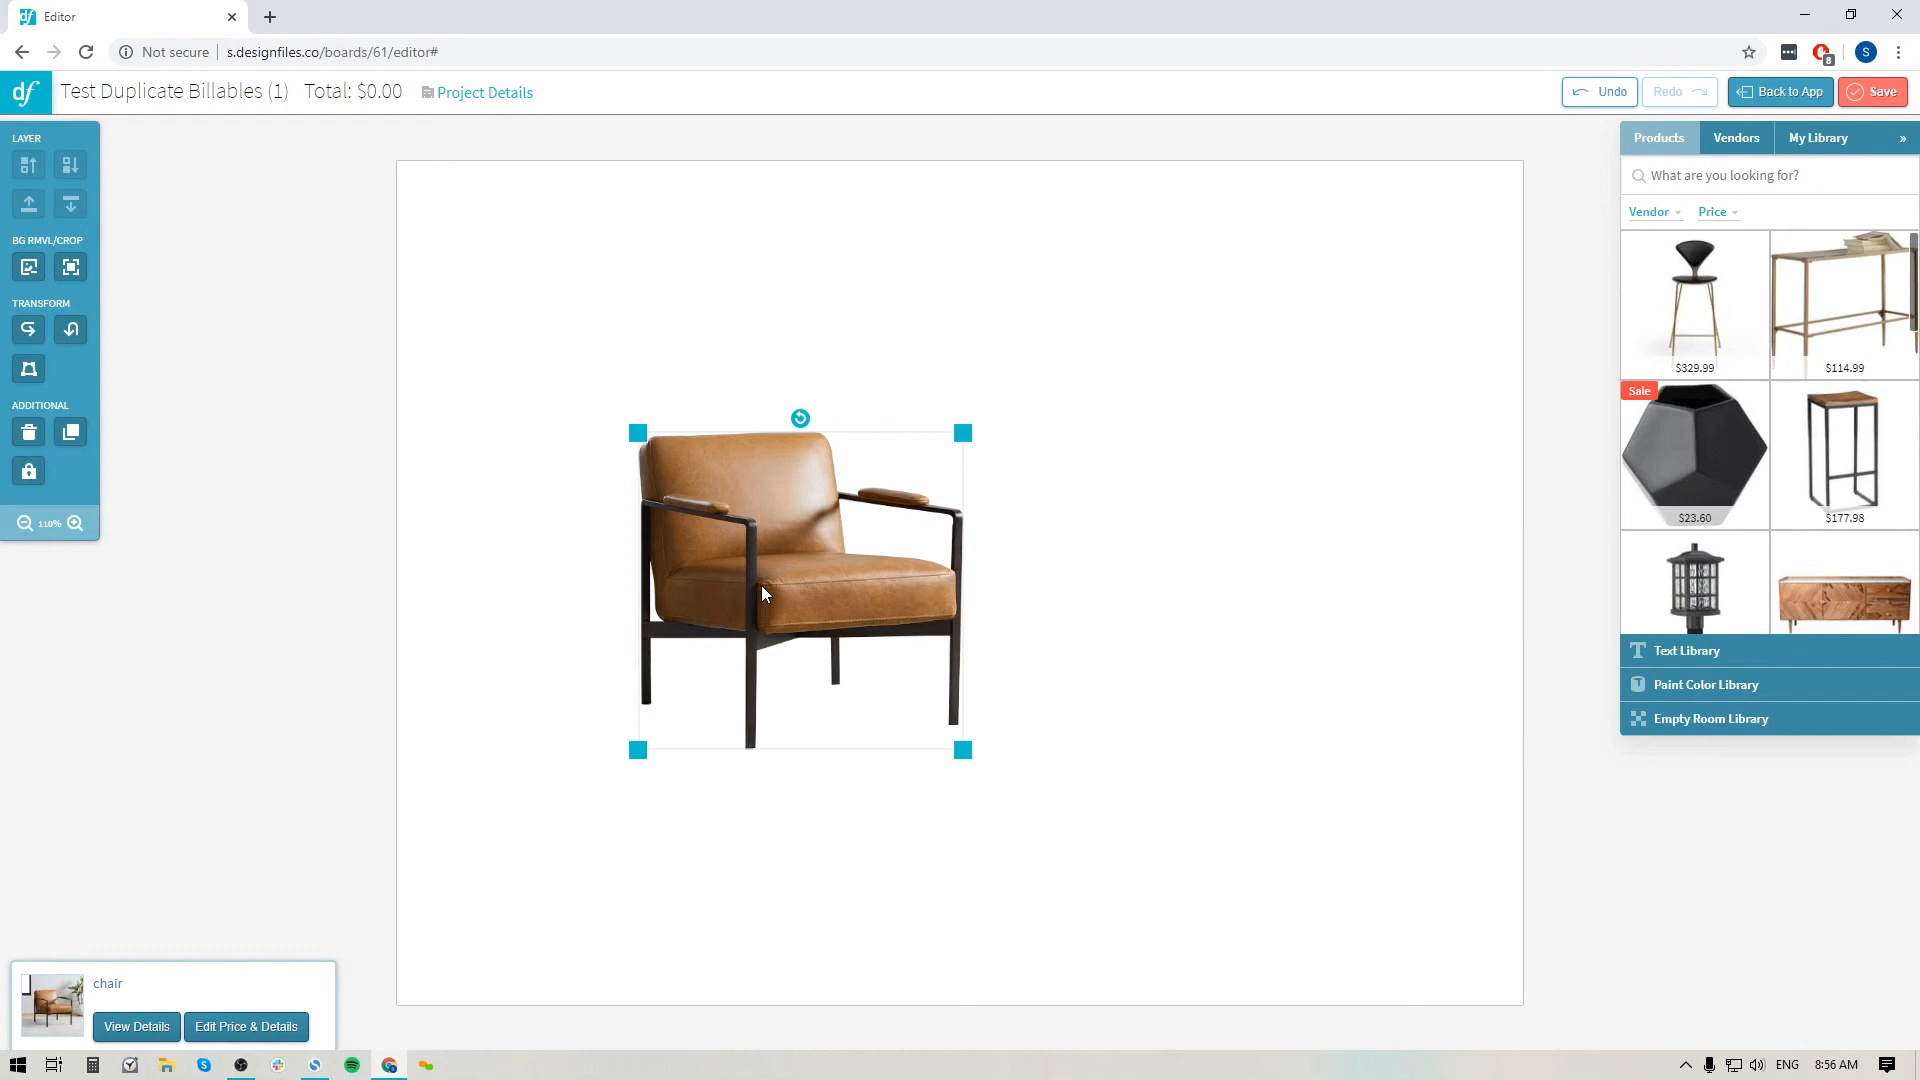 Editor
Not secure
s.designfiles.co/boards/61/editor#
8
S
df
Test Duplicate Billables (1)
Total: $0.00
Project Details
Undo
Redo
Back to App
Save
LAYER
BG RMVL/CROP
TRANSFORM
ADDITIONAL
110%
Products
Vendors
My Library
»
What are you looking for?
Vendor
Price
$329.99
$114.99
Sale
$23.60
$177.98
Text Library
Paint Color Library
Empty Room Library
chair
View Details
Edit Price & Details
ENG
8:56 AM